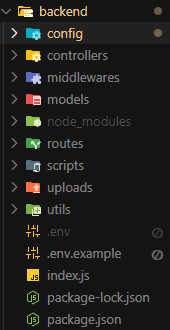 backend
config
controllers
middlewares
models
node_modules
routes
scripts
uploads
utils
.env
.env.example
index.js
package-lock.json
package.json